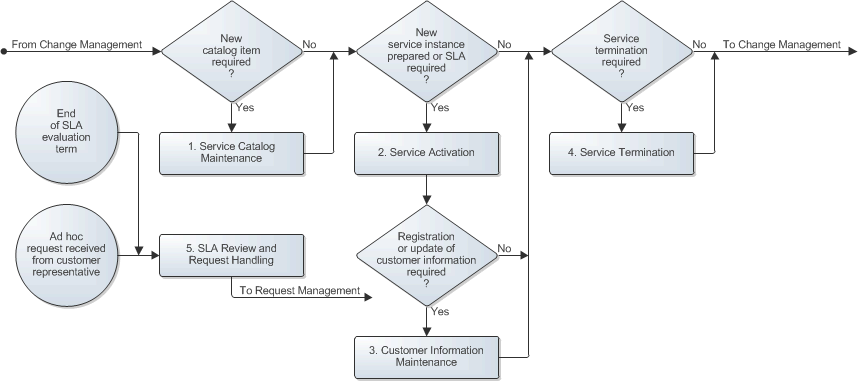 From Change Management
New
catalog item
required
?
No
Yes
1. Service Catalog
Maintenance
New
service instance
prepared or SLA
required
?
No
Yes
2. Service Activation
Service
termination
required
?
No
To Change Management
Yes
4. Service Termination
End
of SLA
evaluation
term
Ad hoc
request received
from customer
representative
5. SLA Review and
Request Handling
To Request Management
Registration
or update of
customer information
required
?
No
Yes
3. Customer Information
Maintenance